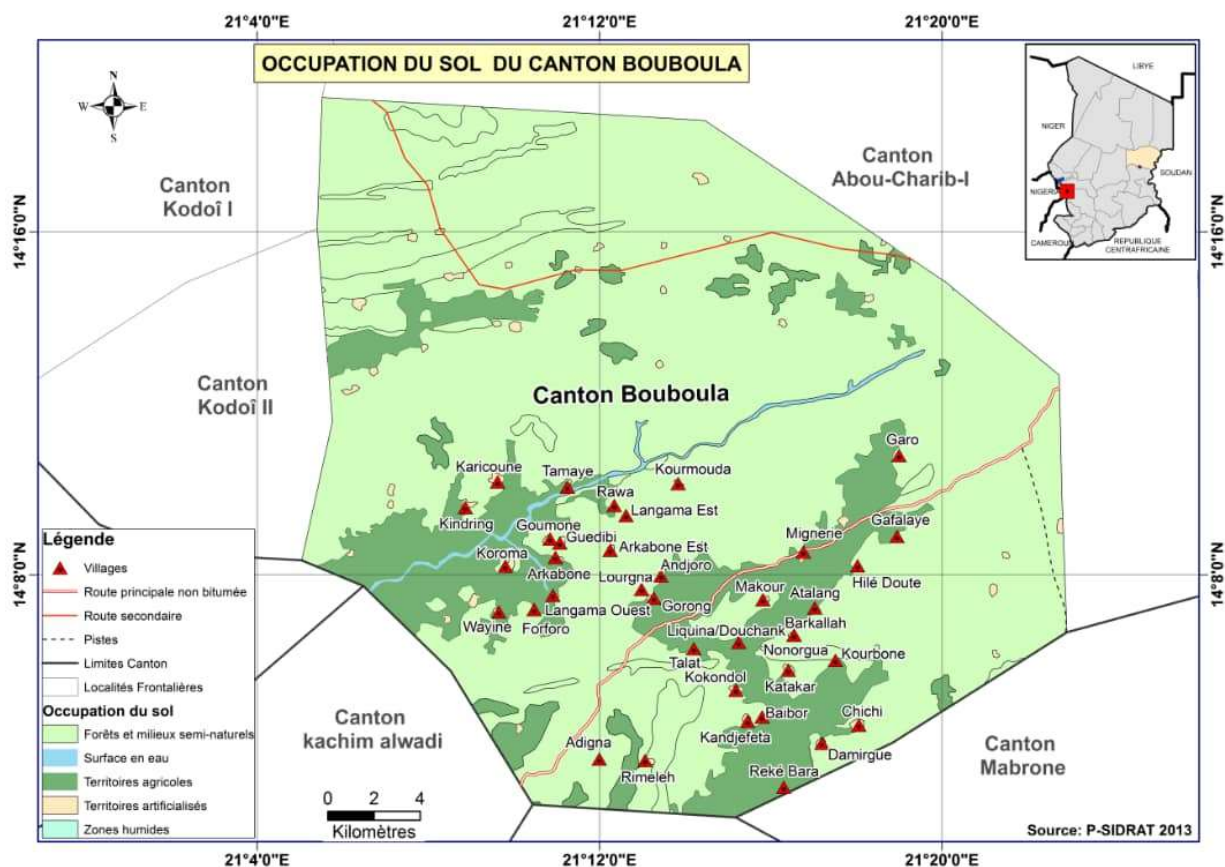 21°4'0"E 21°12'0"E 21°20'0"E
OCCUPATION DU SOL DU CANTON BOUBOULA
N
W E
S
LIBYE
NIGER
SOUDAN
NIGERIA
CAMEROUN
REPUBLIQUE
CENTRAFRICAINE
Canton
Kodoî I
Canton
Abou-Charib-I
14°16'0"N 14°16'0"N
Canton
Kodoî II
Canton Bouboula
Garo
Karicoune
Tamaye
Kourmouda
Rawa
Langama Est
Kindring
Goumone
Guedibi
Gafalaye
Mignerie
Koroma
Arkabone Est
Arkabone
Andjoro
Lourgna
Hilé Doute
14°8'0"N 14°8'0"N
Makour
Atalang
Langama Ouest
Gorong
Wayine
Forforo
Barkallah
Liquina/Douchank
Nonorgua
Kourbone
Talat
Kokondol
Katakar
Baibor
Chichi
Kandjefeta
Damirgue
Adigna
Rimeleh
Reké Bara
Canton
kachim alwadi
Canton
Mabrone
Légende
Villages
Route principale non bitumée
Route secondaire
Pistes
Limites Canton
Localités Frontalières
Occupation du sol
Forêts et milieux semi-naturels
Surface en eau
Territoires agricoles
Territoires artificialisés
Zones humides
0 2 4
Kilomètres
Source: P-SIDRAT 2013
21°4'0"E 21°12'0"E 21°20'0"E